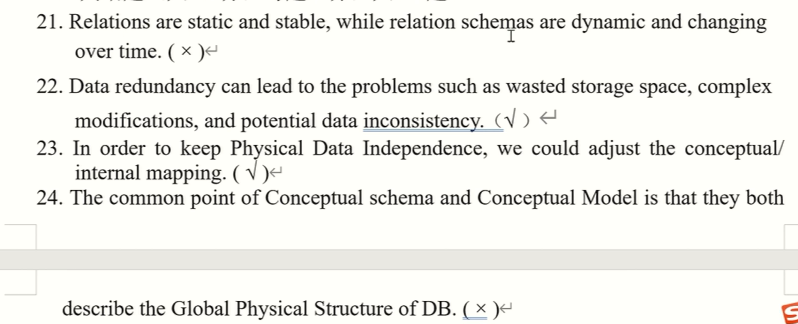 21. Relations are static and stable, while relation schemas are dynamic and changing
over time. ( × )↵
22. Data redundancy can lead to the problems such as wasted storage space, complex
modifications, and potential data inconsistency. （√ ）↵
23. In order to keep Physical Data Independence, we could adjust the conceptual/
internal mapping. ( √ )↵
24. The common point of Conceptual schema and Conceptual Model is that they both
describe the Global Physical Structure of DB. ( × )↵